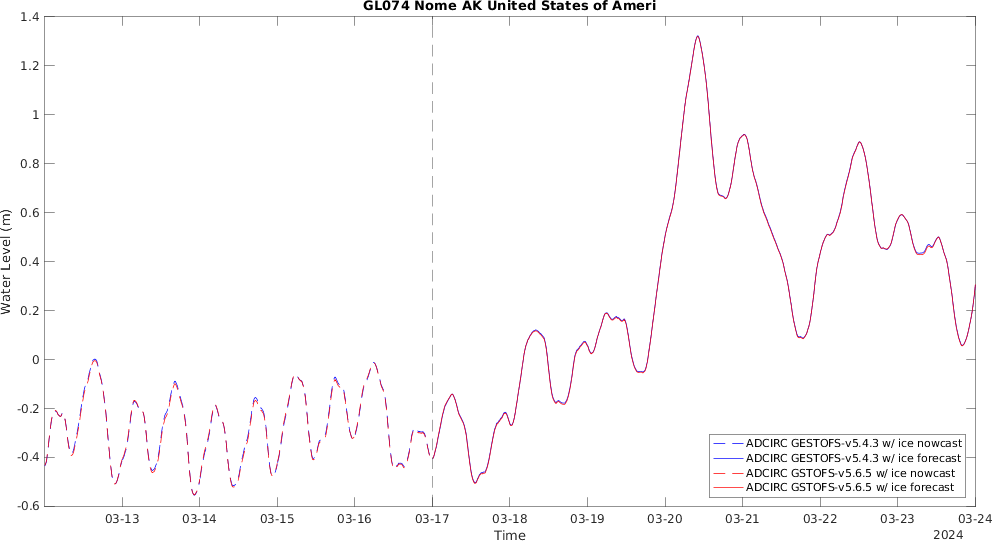 GL074 Nome AK United States of Ameri
Water Level (m)
1.4
1.2
1
0.8
0.6
0.4
0.2
0
-0.2
-0.4
-0.6
ADCIRC GESTOFS-v5.4.3 w/ ice nowcast
ADCIRC GESTOFS-v5.4.3 w/ ice forecast
ADCIRC GSTOFS-v5.6.5 w/ ice nowcast
ADCIRC GSTOFS-v5.6.5 w/ ice forecast
03-13 03-14 03-15 03-16 03-17 03-18 03-19 03-20 03-21 03-22 03-23 03-24
Time
2024